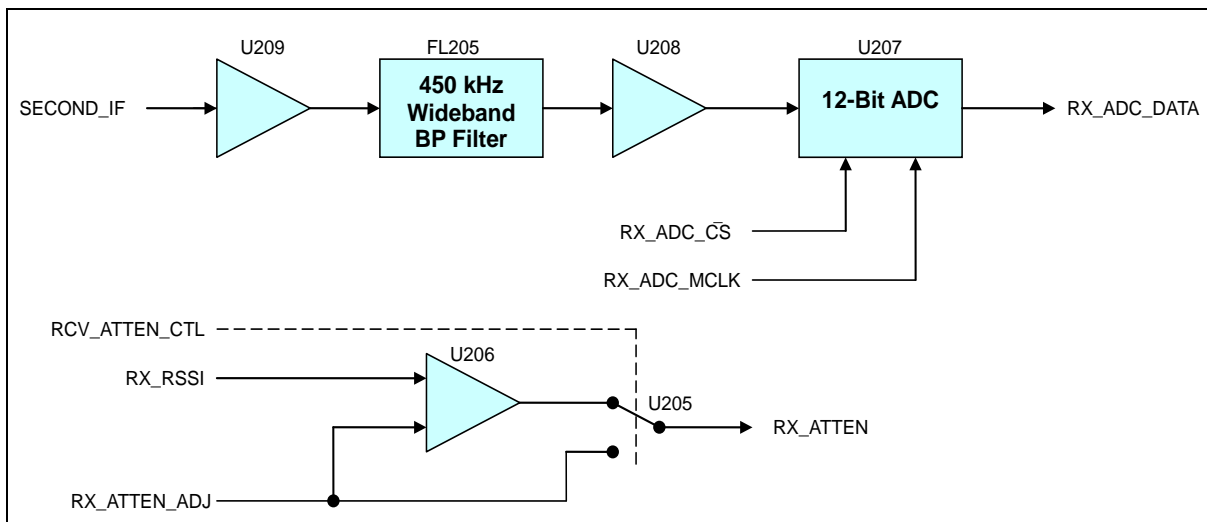 U209
FL205
U208
U207
SECOND_IF
450 kHz
Wideband
BP Filter
12-Bit ADC
RX_ADC_DATA
RX_ADC_C̅S
RX_ADC_MCLK
RCV_ATTEN_CTL
U206
RX_RSSI
U205
RX_ATTEN
RX_ATTEN_ADJ